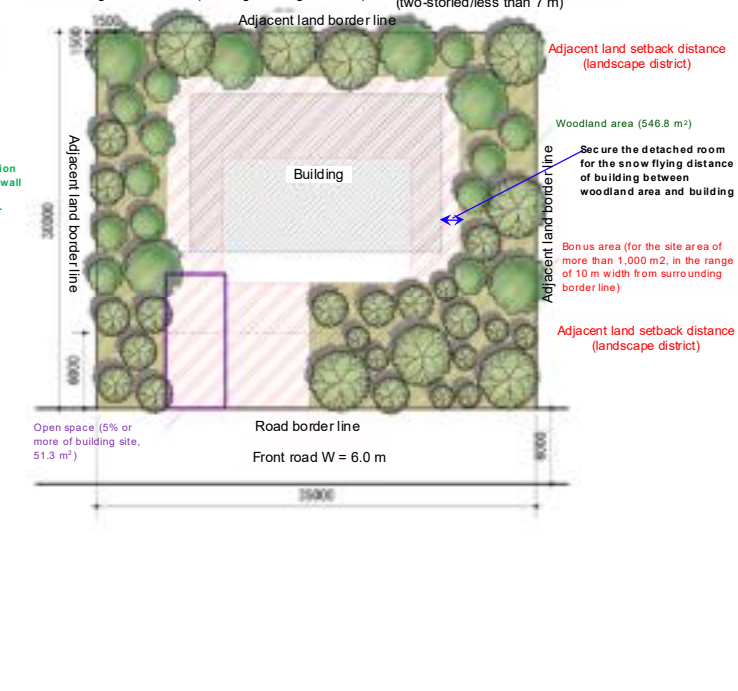 (two-storied/less than 7 m)
1500
Adjacent land border line
1500
Adjacent land setback distance
(landscape district)
Woodland area (546.8 m²)
Secure the detached room
for the snow flying distance
of building between
woodland area and building
Adjacent land border line
Adjacent land border line
Building
Bonus area (for the site area of
more than 1,000 m2, in the range
of 10 m width from surrounding
border line)
Adjacent land setback distance
(landscape district)
Open space (5% or
more of building site,
51.3 m²)
Road border line
Front road W = 6.0 m
6000
35000
wall